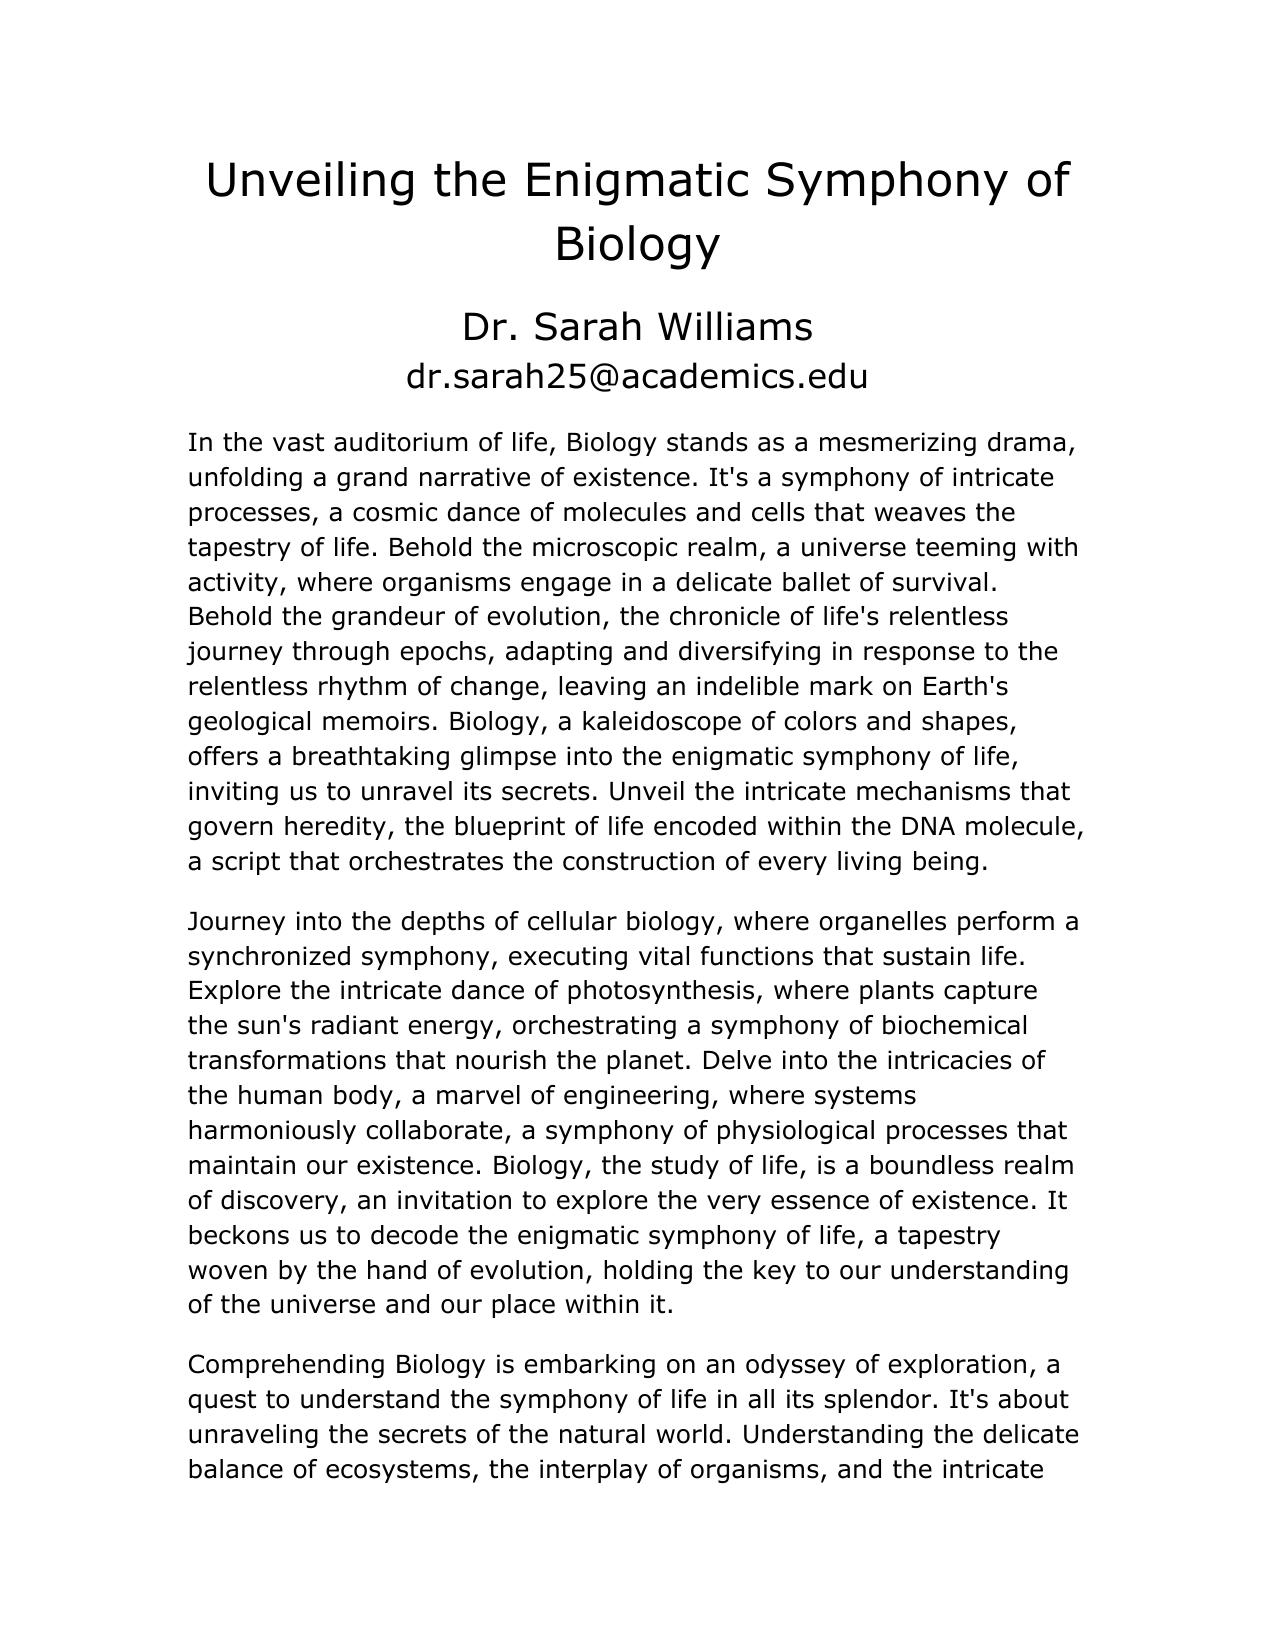 Unveiling the Enigmatic Symphony of
Biology
Dr. Sarah Williams
dr.sarah25@academics.edu
In the vast auditorium of life, Biology stands as a mesmerizing drama,
unfolding a grand narrative of existence. It's a symphony of intricate
processes, a cosmic dance of molecules and cells that weaves the
tapestry of life. Behold the microscopic realm, a universe teeming with
activity, where organisms engage in a delicate ballet of survival.
Behold the grandeur of evolution, the chronicle of life's relentless
journey through epochs, adapting and diversifying in response to the
relentless rhythm of change, leaving an indelible mark on Earth's
geological memoirs. Biology, a kaleidoscope of colors and shapes,
offers a breathtaking glimpse into the enigmatic symphony of life,
inviting us to unravel its secrets. Unveil the intricate mechanisms that
govern heredity, the blueprint of life encoded within the DNA molecule,
a script that orchestrates the construction of every living being.
Journey into the depths of cellular biology, where organelles perform a
synchronized symphony, executing vital functions that sustain life.
Explore the intricate dance of photosynthesis, where plants capture
the sun's radiant energy, orchestrating a symphony of biochemical
transformations that nourish the planet. Delve into the intricacies of
the human body, a marvel of engineering, where systems
harmoniously collaborate, a symphony of physiological processes that
maintain our existence. Biology, the study of life, is a boundless realm
of discovery, an invitation to explore the very essence of existence. It
beckons us to decode the enigmatic symphony of life, a tapestry
woven by the hand of evolution, holding the key to our understanding
of the universe and our place within it.
Comprehending Biology is embarking on an odyssey of exploration, a
quest to understand the symphony of life in all its splendor. It's about
unraveling the secrets of the natural world. Understanding the delicate
balance of ecosystems, the interplay of organisms, and the intricate